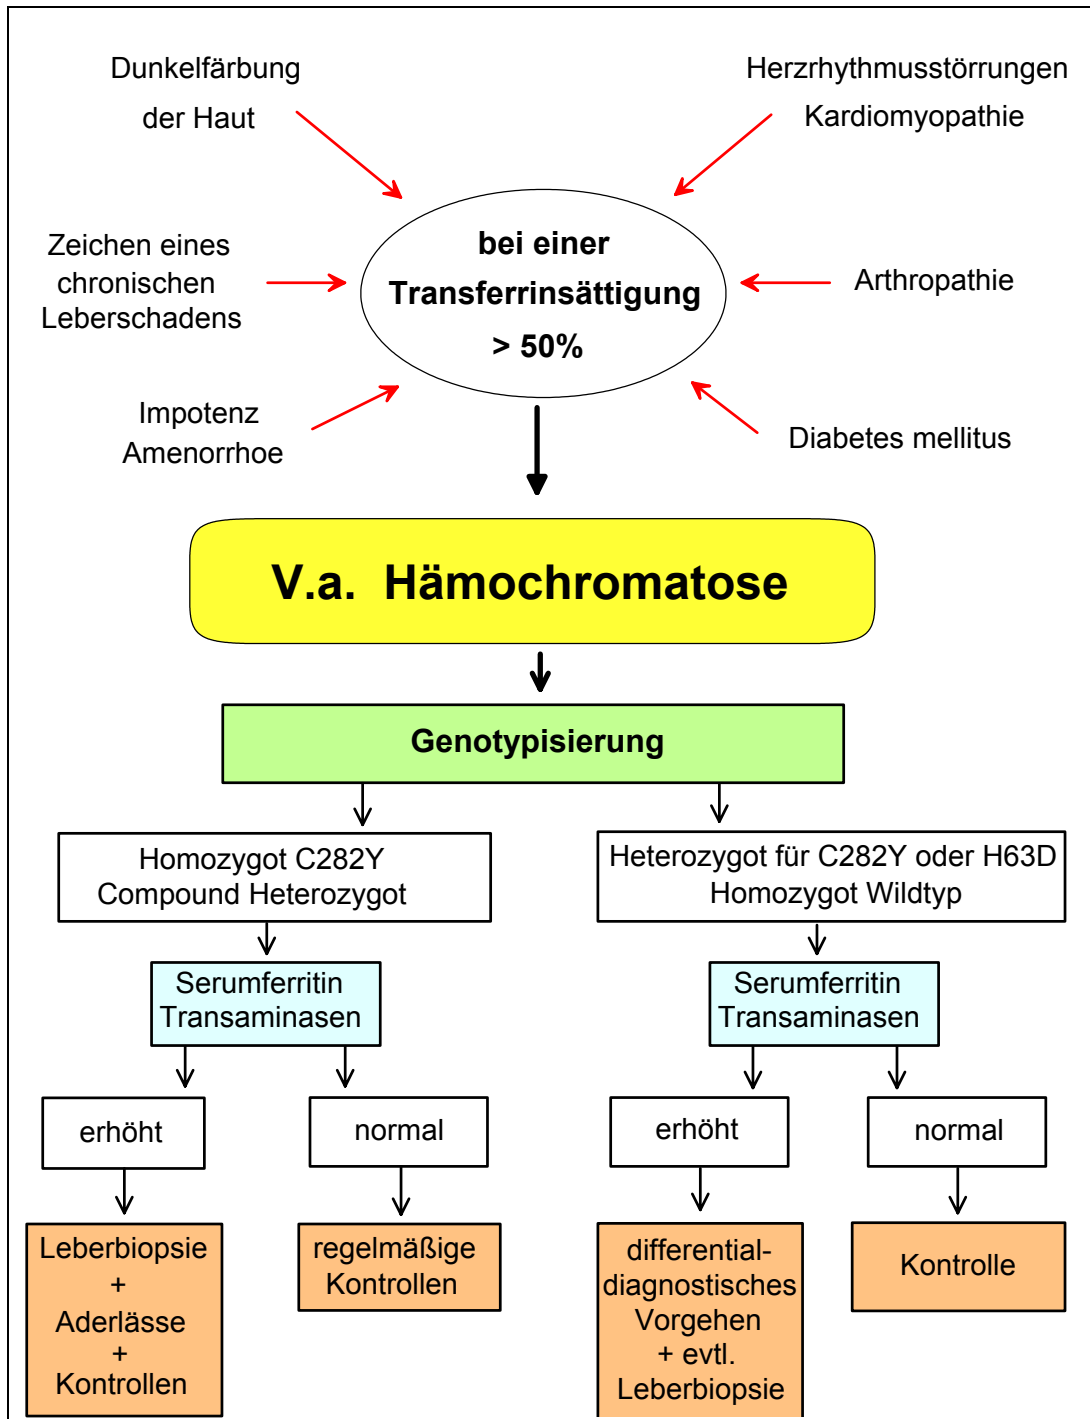 Dunkelfärbung
der Haut
Herzrhythmusstörrungen
Kardiomyopathie
Zeichen eines
chronischen
Leberschadens
bei einer
Transferrinsättigung
> 50%
Arthropathie
Impotenz
Amenorrhoe
Diabetes mellitus
V.a. Hämochromatose
Genotypisierung
Homozygot C282Y
Compound Heterozygot
Heterozygot für C282Y oder H63D
Homozygot Wildtyp
Serumferritin
Transaminasen
Serumferritin
Transaminasen
erhöht
normal
erhöht
normal
Leberbiopsie
+
Aderlässe
+
Kontrollen
regelmäßige
Kontrollen
differential-
diagnostisches
Vorgehen
+ evtl.
Leberbiopsie
Kontrolle